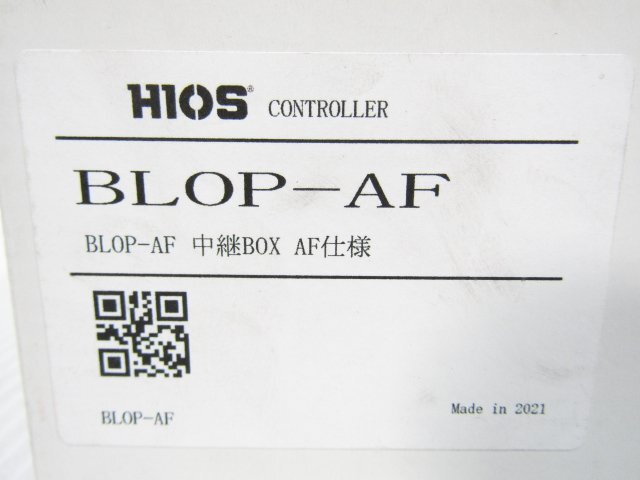 HIOS® CONTROLLER
BLOP-AF
BLOP-AF 中継BOX AF仕様
BLOP-AF
Made in 2021